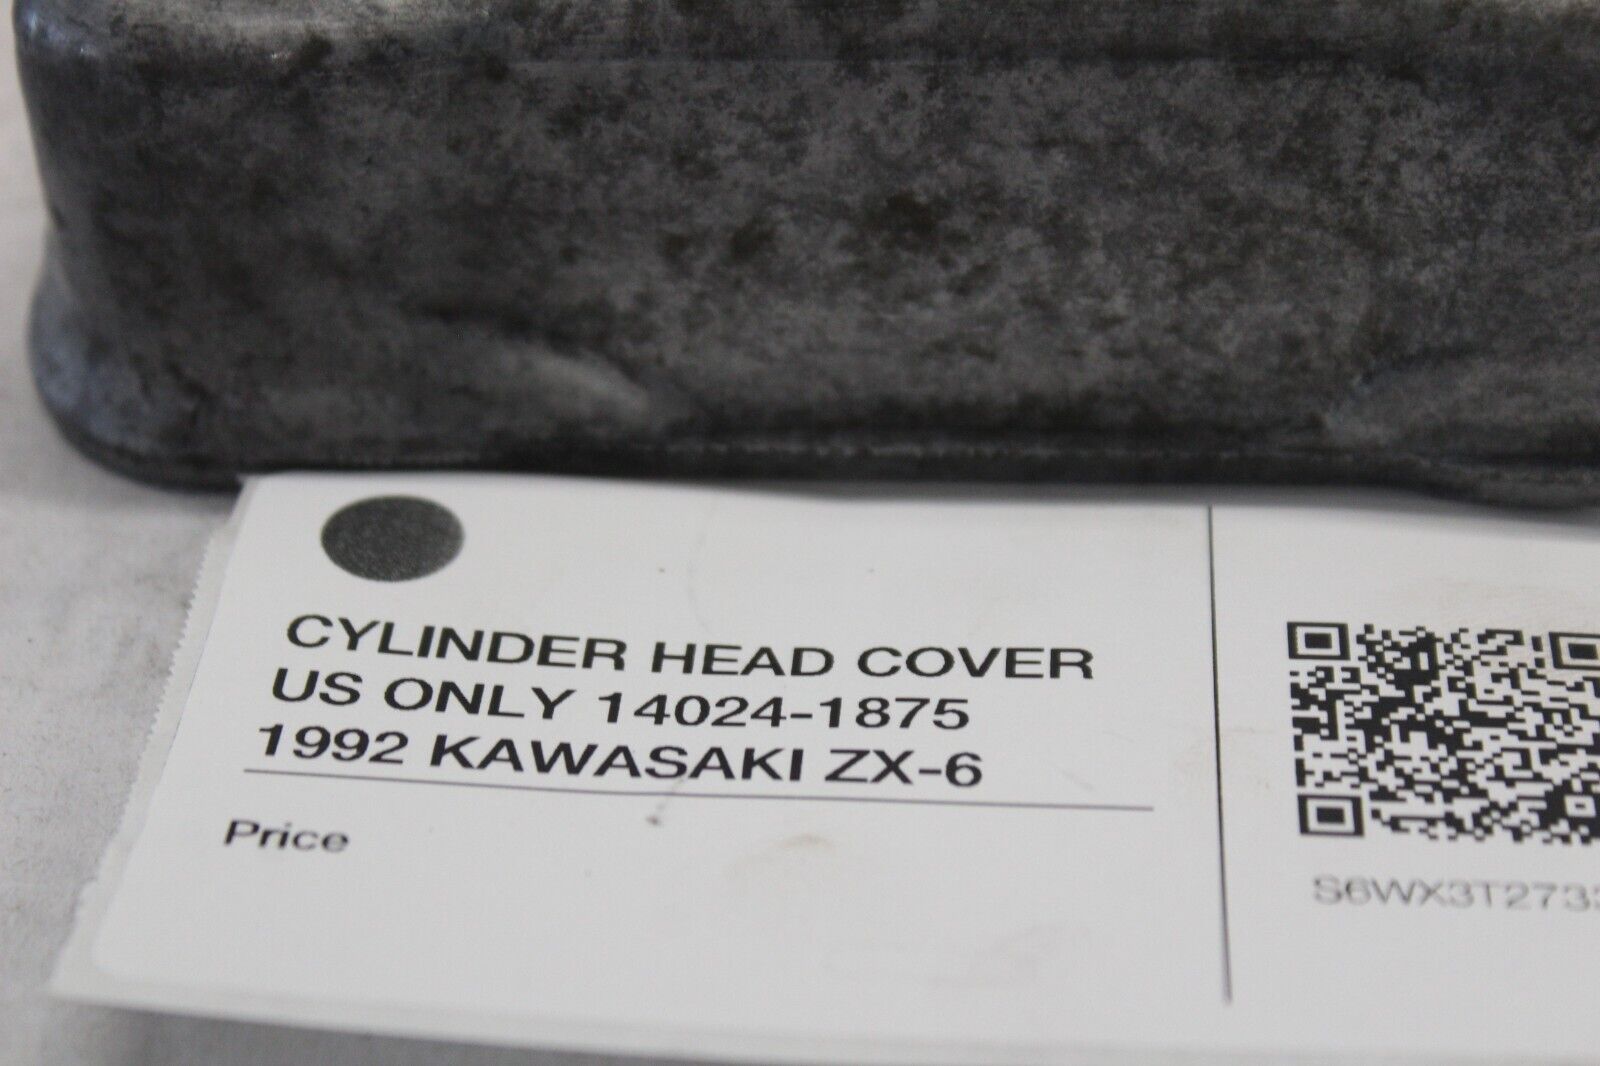 CYLINDER HEAD COVER
US ONLY 14024-1875
1992 KAWASAKI ZX-6
Price